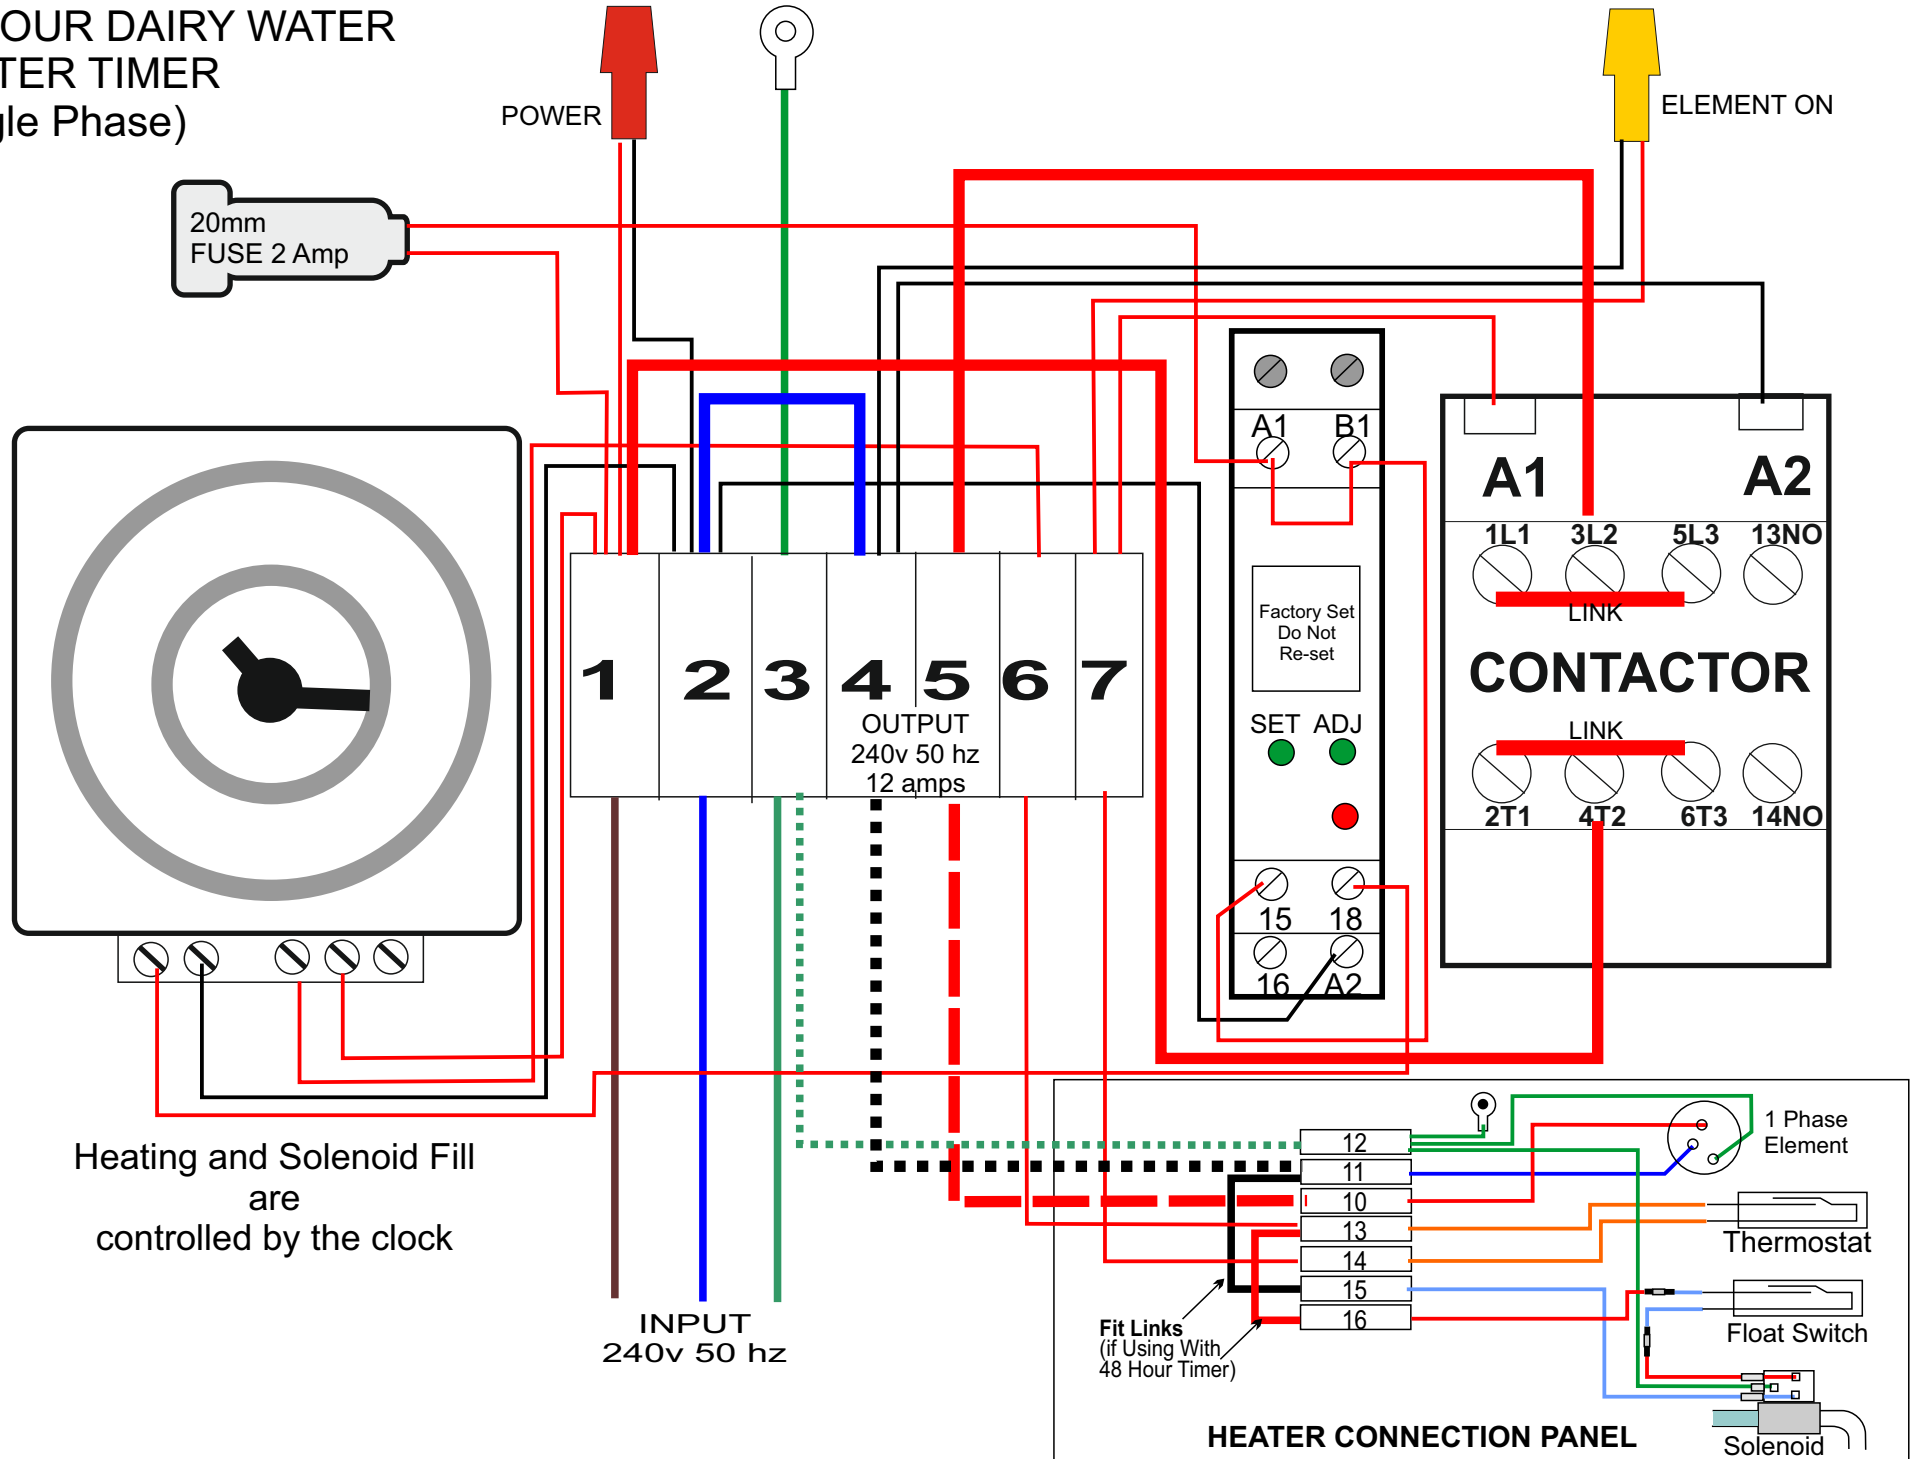 OUR DAIRY WATER
TER TIMER
gle Phase)
POWER
ELEMENT ON
20mm
FUSE 2 Amp
A1 B1
A1 A2
1L1 3L2 5L3 13NO
LINK
Factory Set
Do Not
Re-set
CONTACTOR
1 2 3 4 5 6 7
OUTPUT
240v 50 hz
12 amps
SET ADJ
LINK
2T1 4T2 6T3 14NO
15 18
16 A2
Heating and Solenoid Fill
are
controlled by the clock
INPUT
240v 50 hz
12
11
10
13
14
15
16
1 Phase
Element
Thermostat
Float Switch
Solenoid
Fit Links
(if Using With
48 Hour Timer)
HEATER CONNECTION PANEL